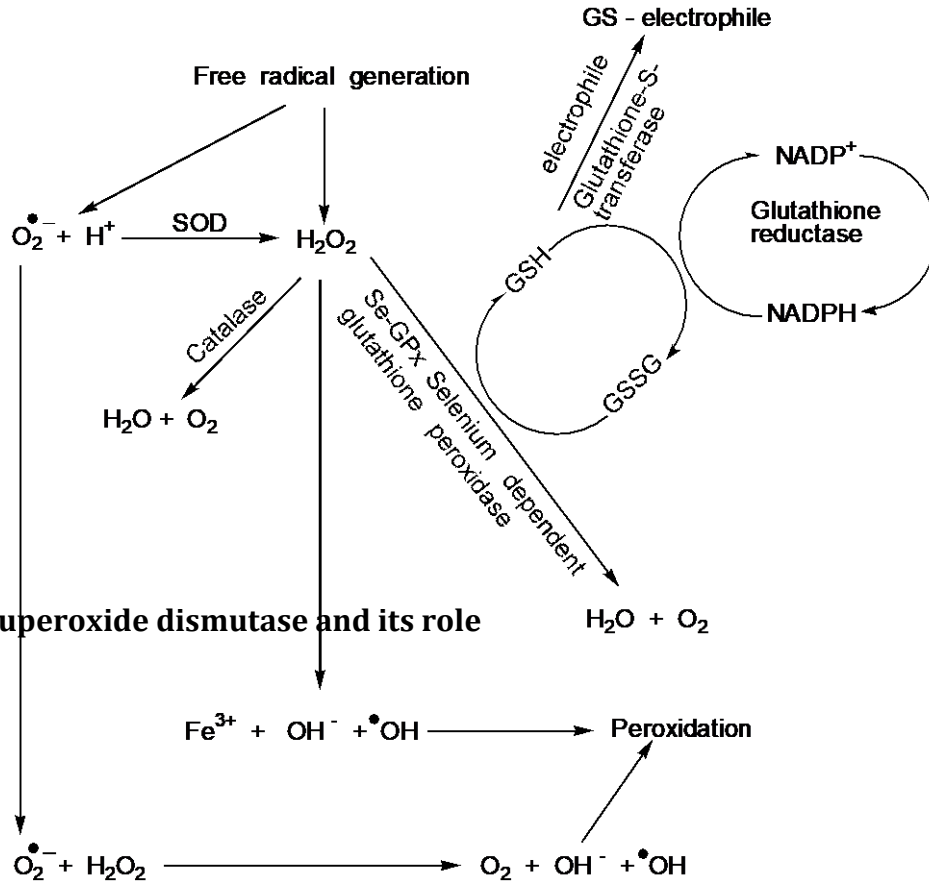 GS - electrophile
Free radical generation
electrophile
Glutathione-S-
transferase
NADP⁺
Glutathione
reductase
NADPH
O₂•⁻ + H⁺
SOD
H₂O₂
GSH
GSSG
Catalase
H₂O + O₂
Se-GPx Selenium dependent
glutathione peroxidase
H₂O + O₂
uperoxide dismutase and its role
Fe³⁺ + OH⁻ + •OH
Peroxidation
O₂•⁻ + H₂O₂
O₂ + OH⁻ + •OH